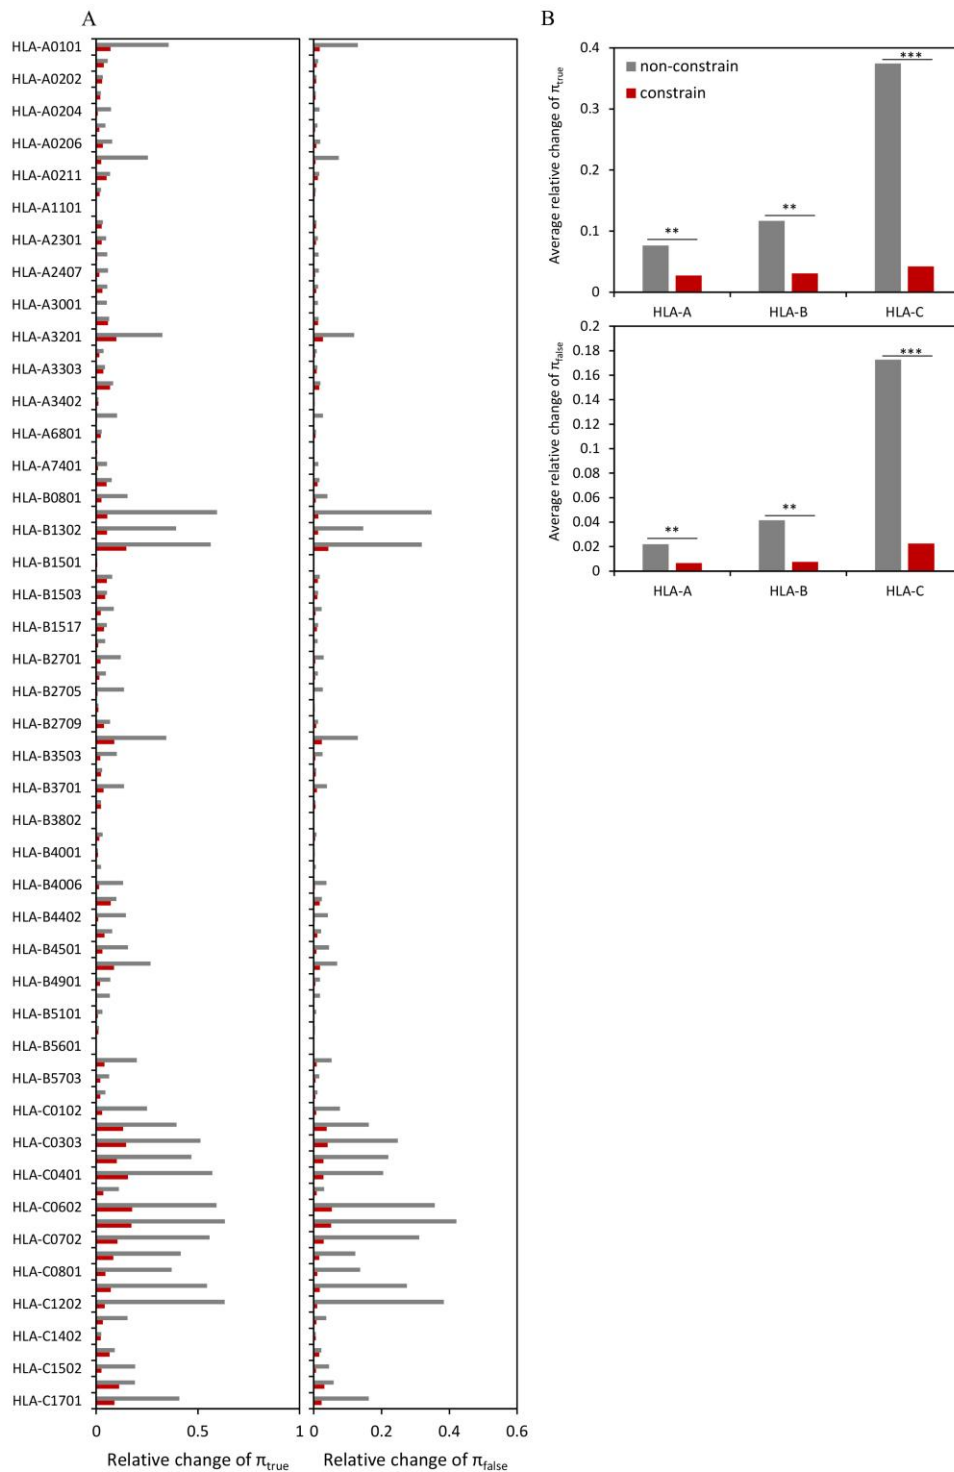 A
HLA-A0101
HLA-A0202
HLA-A0204
HLA-A0206
HLA-A0211
HLA-A1101
HLA-A2301
HLA-A2407
HLA-A3001
HLA-A3201
HLA-A3303
HLA-A3402
HLA-A6801
HLA-A7401
HLA-B0801
HLA-B1302
HLA-B1501
HLA-B1503
HLA-B1517
HLA-B2701
HLA-B2705
HLA-B2709
HLA-B3503
HLA-B3701
HLA-B3802
HLA-B4001
HLA-B4006
HLA-B4402
HLA-B4501
HLA-B4901
HLA-B5101
HLA-B5601
HLA-B5703
HLA-C0102
HLA-C0303
HLA-C0401
HLA-C0602
HLA-C0702
HLA-C0801
HLA-C1202
HLA-C1402
HLA-C1502
HLA-C1701
0 0.5 1
Relative change of πtrue
0 0.2 0.4 0.6
Relative change of πfalse
B
Average relative change of πtrue
0.4
0.3
0.2
0.1
0
non-constrain
constrain
**
**
***
HLA-A HLA-B HLA-C
Average relative change of πfalse
0.2
0.18
0.16
0.14
0.12
0.1
0.08
0.06
0.04
0.02
0
**
**
***
HLA-A HLA-B HLA-C